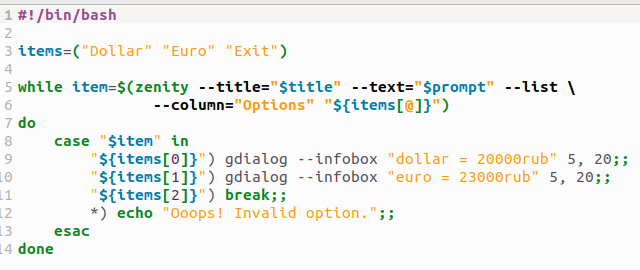 1 #!/bin/bash
2
3 items=("Dollar" "Euro" "Exit")
4
5 while item=$(zenity --title="$title" --text="$prompt" --list \
6                --column="Options" "${items[@]}")
7 do
8     case "$item" in
9         "${items[0]}") gdialog --infobox "dollar = 20000rub" 5, 20;;
10         "${items[1]}") gdialog --infobox "euro = 23000rub" 5, 20;;
11         "${items[2]}") break;;
12         *) echo "Ooops! Invalid option.";;
13     esac
14 done